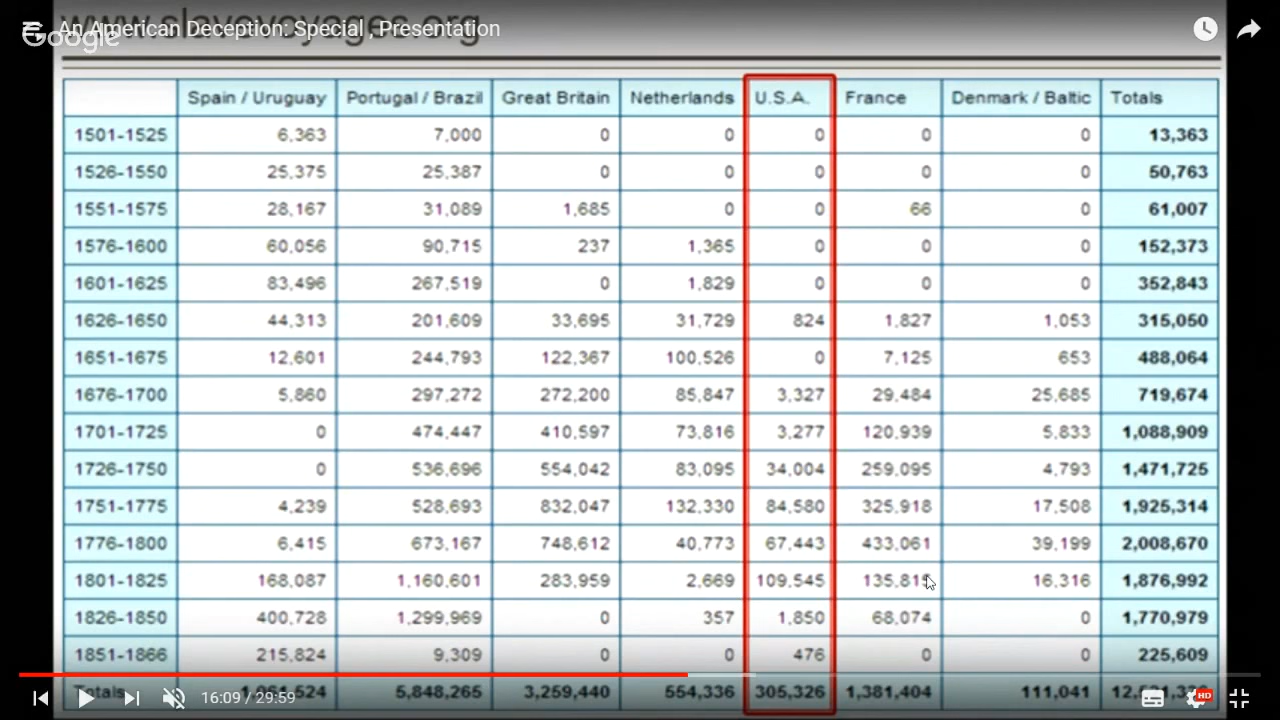 www.slavevoyages.org
An American Deception: Special , Presentation
Google
Spain / Uruguay Portugal / Brazil Great Britain Netherlands U.S.A. France Denmark / Baltic Totals
1501-1525 6,363 7,000 0 0 0 0 0 13,363
1526-1550 25,375 25,387 0 0 0 0 0 50,763
1551-1575 28,167 31,089 1,685 0 0 66 0 61,007
1576-1600 60,056 90,715 237 1,365 0 0 0 152,373
1601-1625 83,496 267,519 0 1,829 0 0 0 352,843
1626-1650 44,313 201,609 33,695 31,729 824 1,827 1,053 315,050
1651-1675 12,601 244,793 122,367 100,526 0 7,125 653 488,064
1676-1700 5,860 297,272 272,200 85,847 3,327 29,484 25,685 719,674
1701-1725 0 474,447 410,597 73,816 3,277 120,939 5,833 1,088,909
1726-1750 0 536,696 554,042 83,095 34,004 259,095 4,793 1,471,725
1751-1775 4,239 528,693 832,047 132,330 84,580 325,918 17,508 1,925,314
1776-1800 6,415 673,167 748,612 40,773 67,443 433,061 39,199 2,008,670
1801-1825 168,087 1,160,601 283,959 2,669 109,545 135,815 16,316 1,876,992
1826-1850 400,728 1,299,969 0 357 1,850 68,074 0 1,770,979
1851-1866 215,824 9,309 0 0 476 0 0 225,609
Totals 5,848,265 3,259,440 554,336 305,326 1,381,404 111,041
16:09 / 29:59
HD